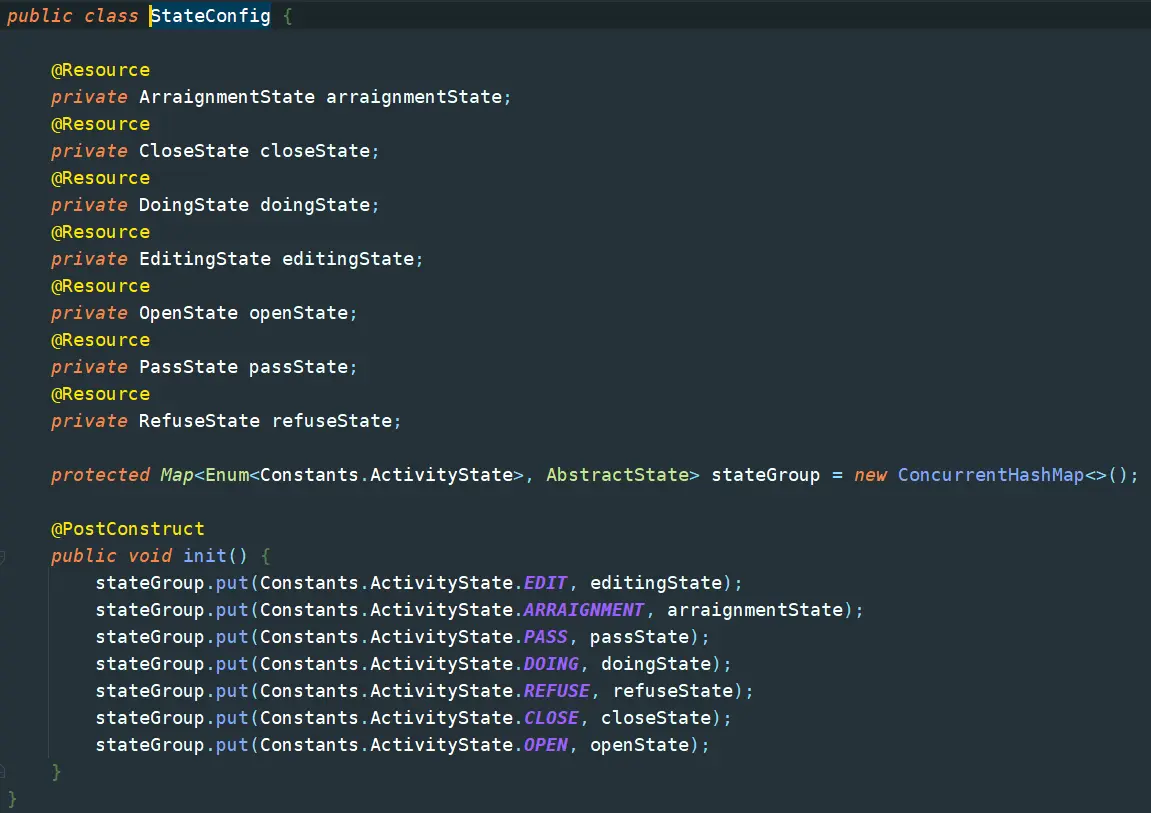 public class StateConfig {
@Resource
private ArraignmentState arraignmentState;
@Resource
private CloseState closeState;
@Resource
private DoingState doingState;
@Resource
private EditingState editingState;
@Resource
private OpenState openState;
@Resource
private PassState passState;
@Resource
private RefuseState refuseState;
protected Map<Enum<Constants.ActivityState>, AbstractState> stateGroup = new ConcurrentHashMap<>();
@PostConstruct
public void init() {
stateGroup.put(Constants.ActivityState.EDIT, editingState);
stateGroup.put(Constants.ActivityState.ARRAIGNMENT, arraignmentState);
stateGroup.put(Constants.ActivityState.PASS, passState);
stateGroup.put(Constants.ActivityState.DOING, doingState);
stateGroup.put(Constants.ActivityState.REFUSE, refuseState);
stateGroup.put(Constants.ActivityState.CLOSE, closeState);
stateGroup.put(Constants.ActivityState.OPEN, openState);
}
}